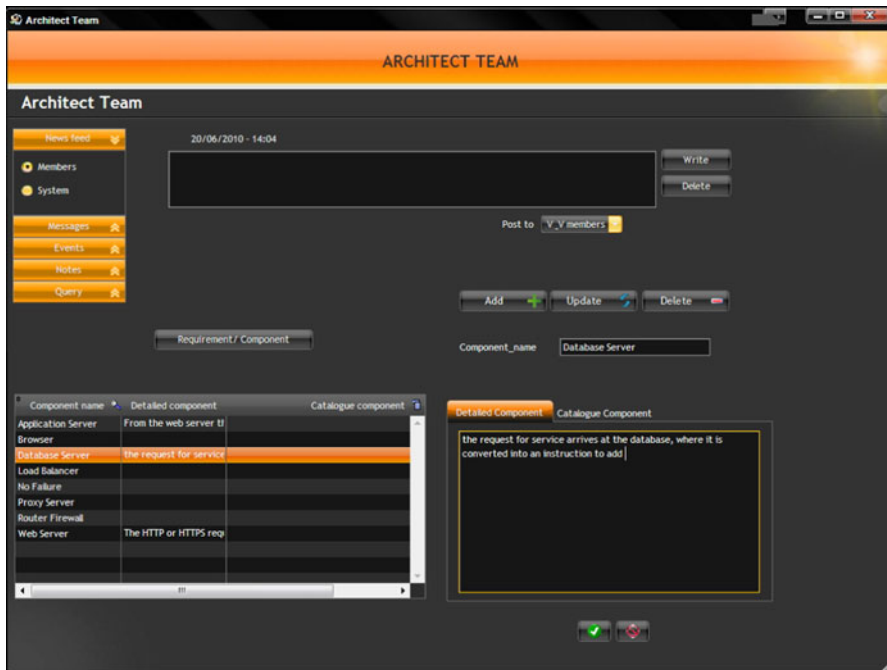 Architect Team
ARCHITECT TEAM
Architect Team
News feed
20/06/2010 - 14:04
Members
System
Write
Delete
Post to V_V members
Messages
Events
Notes
Query
Add Update Delete
Requirement/ Component
Component_name Database Server
Component name Detailed component Catalogue component
Application Server From the web server tl
Browser
Database Server the request for service
Load Balancer
No Failure
Proxy Server
Router Firewall
Web Server The HTTP or HTTPS req
Detailed Component Catalogue Component
the request for service arrives at the database, where it is
converted into an instruction to add